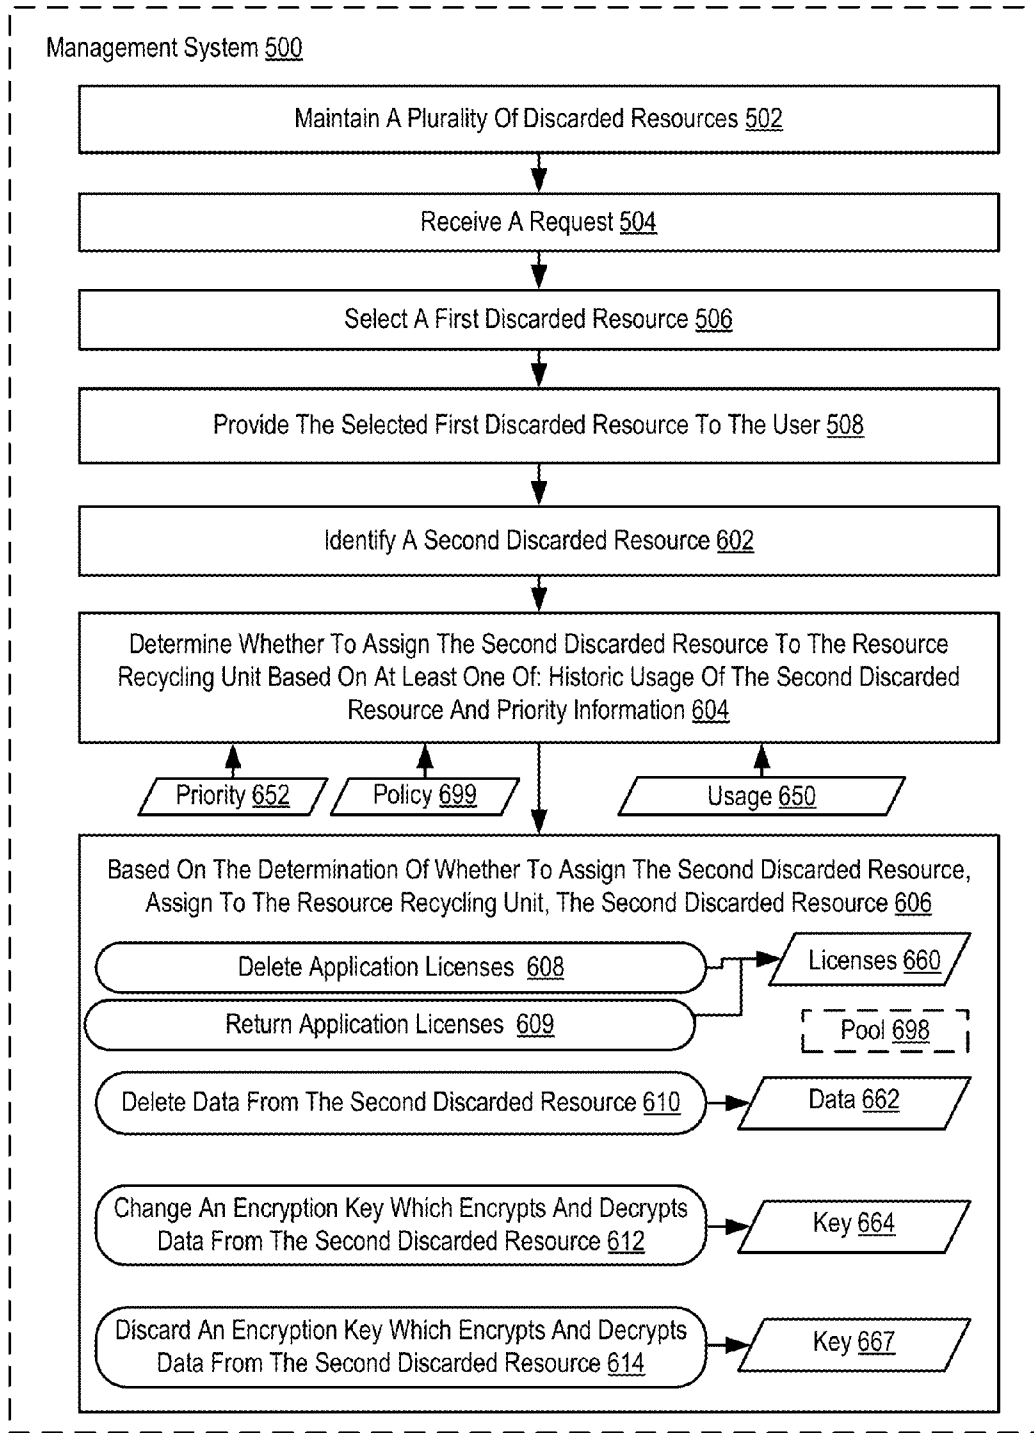 Management System 500
Maintain A Plurality Of Discarded Resources 502
Receive A Request 504
Select A First Discarded Resource 506
Provide The Selected First Discarded Resource To The User 508
Identify A Second Discarded Resource 602
Determine Whether To Assign The Second Discarded Resource To The Resource
Recycling Unit Based On At Least One Of: Historic Usage Of The Second Discarded
Resource And Priority Information 604
Priority 652
Policy 699
Usage 650
Based On The Determination Of Whether To Assign The Second Discarded Resource,
Assign To The Resource Recycling Unit, The Second Discarded Resource 606
Delete Application Licenses 608
Licenses 660
Return Application Licenses 609
Pool 698
Delete Data From The Second Discarded Resource 610
Data 662
Change An Encryption Key Which Encrypts And Decrypts
Data From The Second Discarded Resource 612
Key 664
Discard An Encryption Key Which Encrypts And Decrypts
Data From The Second Discarded Resource 614
Key 667